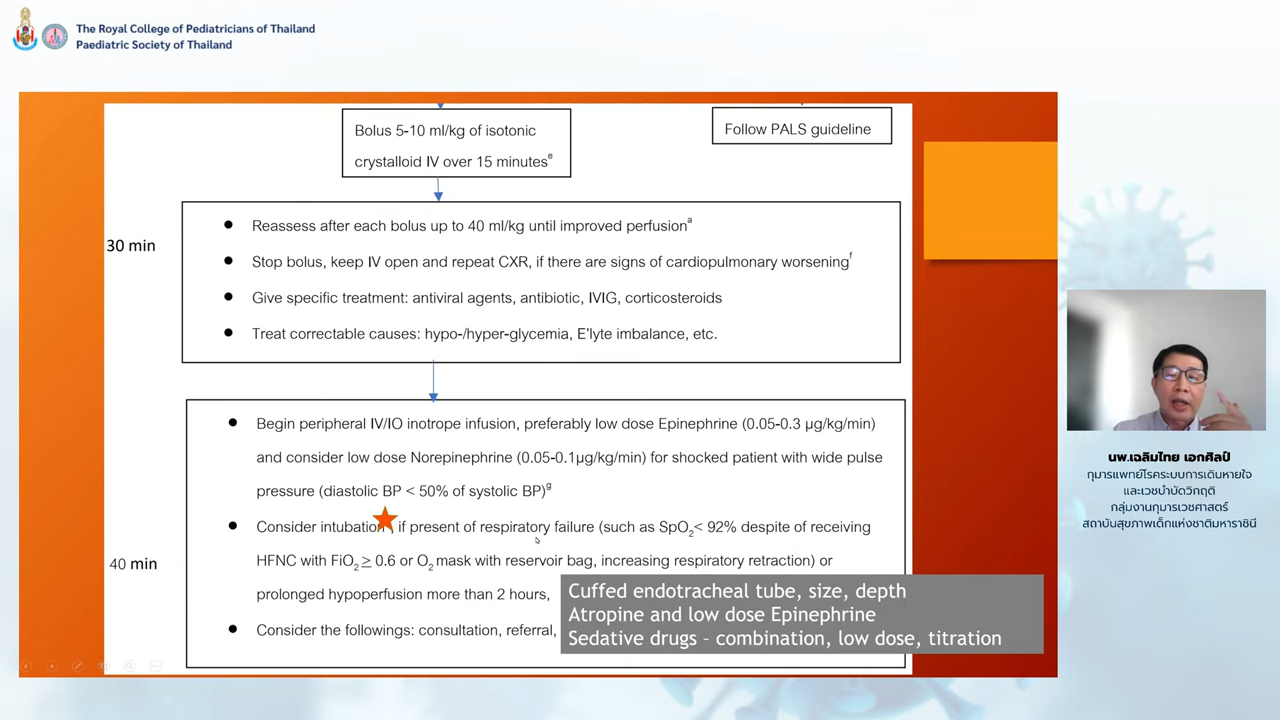 The Royal College of Pediatricians of Thailand
Paediatric Society of Thailand
Bolus 5-10 ml/kg of isotonic
crystalloid IV over 15 minutesᵉ
Follow PALS guideline
30 min
● Reassess after each bolus up to 40 ml/kg until improved perfusionᵃ
● Stop bolus, keep IV open and repeat CXR, if there are signs of cardiopulmonary worseningᶠ
● Give specific treatment: antiviral agents, antibiotic, IVIG, corticosteroids
● Treat correctable causes: hypo-/hyper-glycemia, E'lyte imbalance, etc.
40 min
● Begin peripheral IV/IO inotrope infusion, preferably low dose Epinephrine (0.05-0.3 µg/kg/min)
and consider low dose Norepinephrine (0.05-0.1µg/kg/min) for shocked patient with wide pulse
pressure (diastolic BP < 50% of systolic BP)ᵍ
● Consider intubation , if present of respiratory failure (such as SpO₂< 92% despite of receiving
HFNC with FiO₂ ≥ 0.6 or O₂ mask with reservoir bag, increasing respiratory retraction) or
prolonged hypoperfusion more than 2 hours,
● Consider the followings: consultation, referral,
Cuffed endotracheal tube, size, depth
Atropine and low dose Epinephrine
Sedative drugs – combination, low dose, titration
นพ.เฉลิมไทย เอกศิลป์
กุมารแพทย์โรคระบบการเดินหายใจ
และเวชบำบัดวิกฤติ
กลุ่มงานกุมารเวชศาสตร์
สถาบันสุขภาพเด็กแห่งชาติมหาราชินี